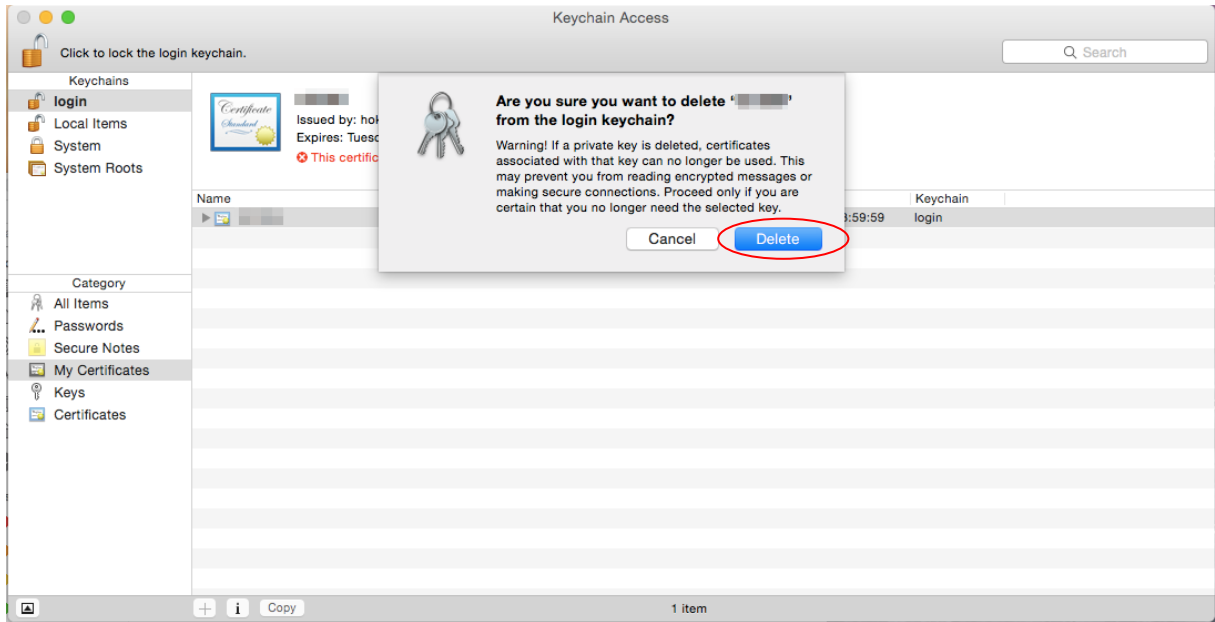 Keychain Access
Click to lock the login keychain.
Search
Keychains
login
Local Items
System
System Roots
Certificate
Standard
Issued by: hok
Expires: Tuesd
This certific
Are you sure you want to delete ‘ ’
from the login keychain?
Warning! If a private key is deleted, certificates
associated with that key can no longer be used. This
may prevent you from reading encrypted messages or
making secure connections. Proceed only if you are
certain that you no longer need the selected key.
Cancel
Delete
Name
Keychain
:59:59
login
Category
All Items
Passwords
Secure Notes
My Certificates
Keys
Certificates
+
i
Copy
1 item